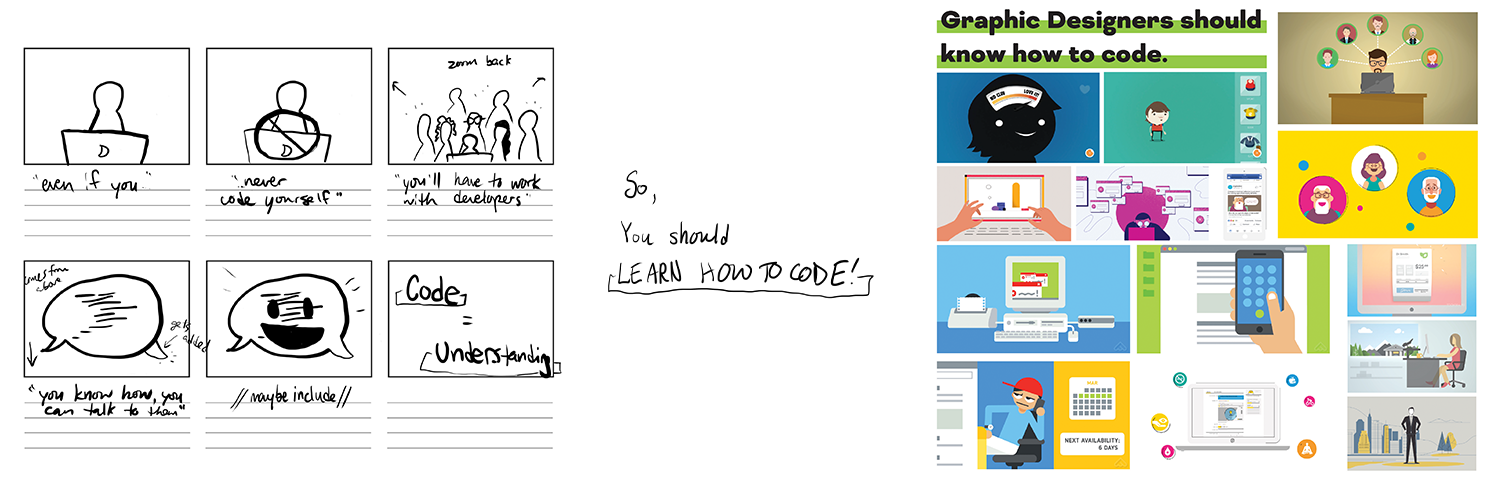 D
"even if you"
D
"never
code yourself"
zoom back
"you'll have to work
with developers"
comes from
above
gets
added
"you know how, you
can talk to them"
//maybe include//
Code
=
Understanding
So,
You should
LEARN HOW TO CODE!
Graphic Designers should
know how to code.
NO CLUE
LOVE IT!
MAR
NEXT AVAILABILITY:
6 DAYS